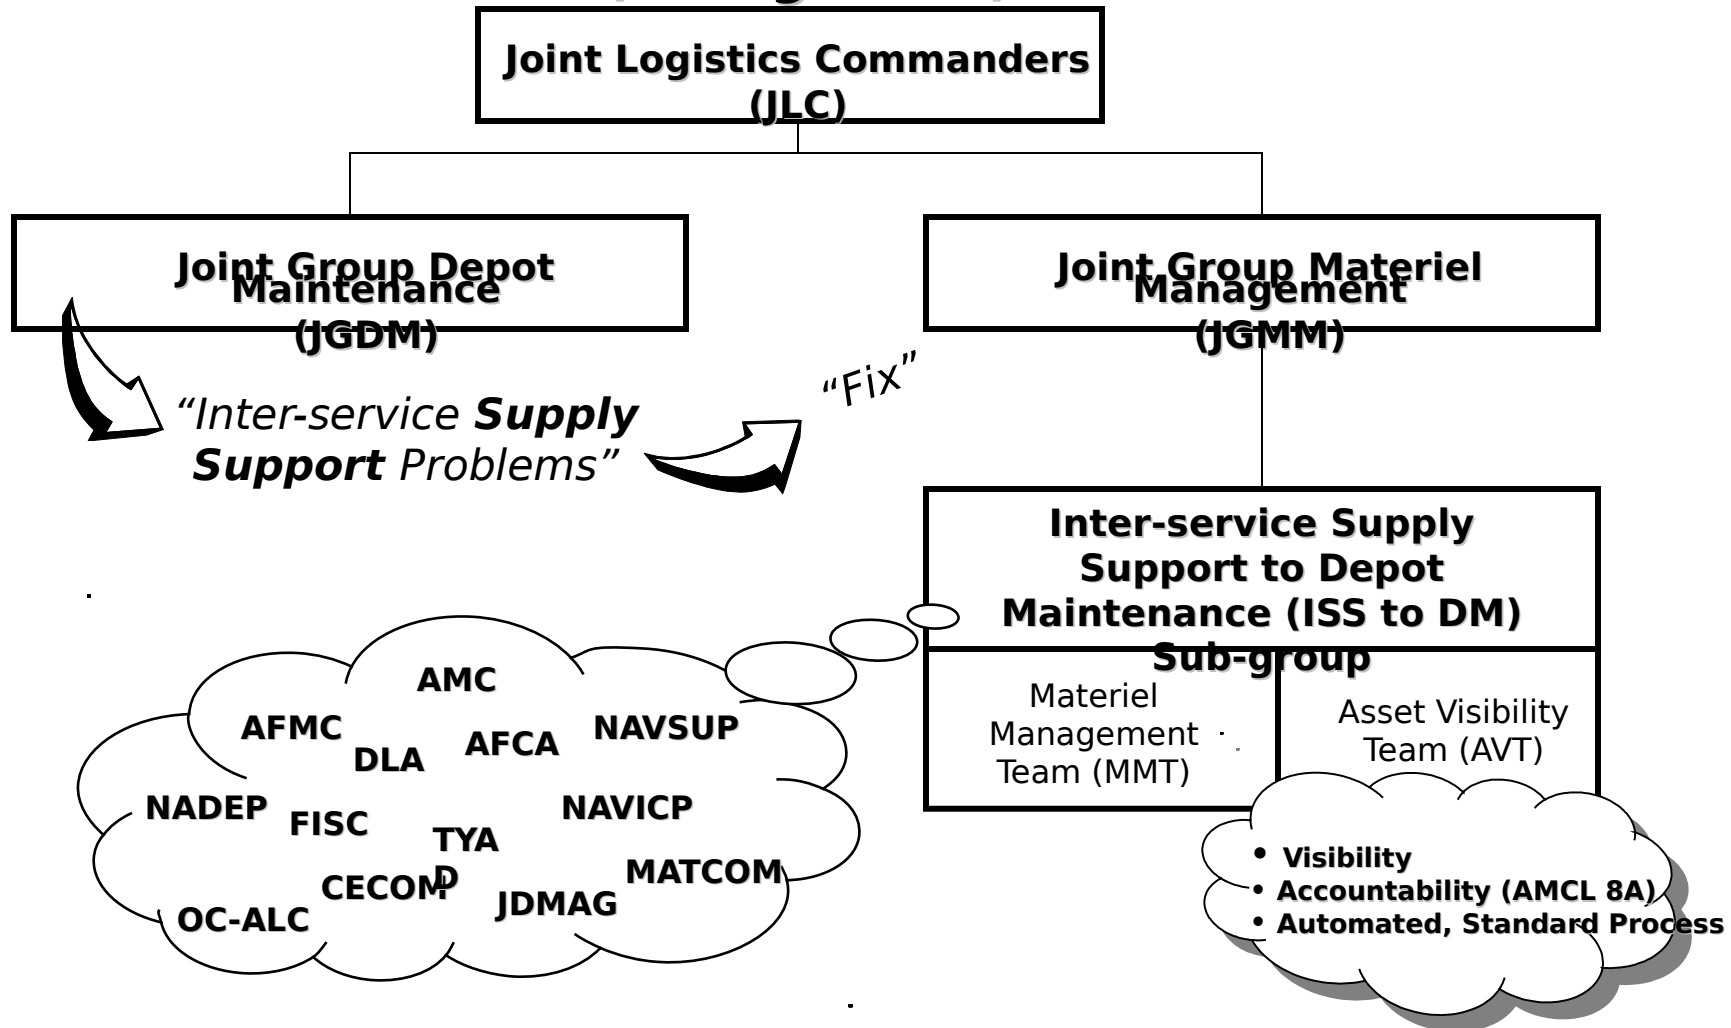 Joint Logistics Commanders
(JLC)
Joint Group Depot
Maintenance
(JGDM)
Joint Group Materiel
Management
(JGMM)
“Fix”
“Inter-service Supply
Support Problems”
Inter-service Supply
Support to Depot
Maintenance (ISS to DM)
Sub-group
Materiel
Management
Team (MMT)
Asset Visibility
Team (AVT)
AMC
AFMC
NAVSUP
AFCA
DLA
NADEP
NAVICP
FISC
TYA
D
MATCOM
CECOM
JDMAG
OC-ALC
• Visibility
• Accountability (AMCL 8A)
• Automated, Standard Process